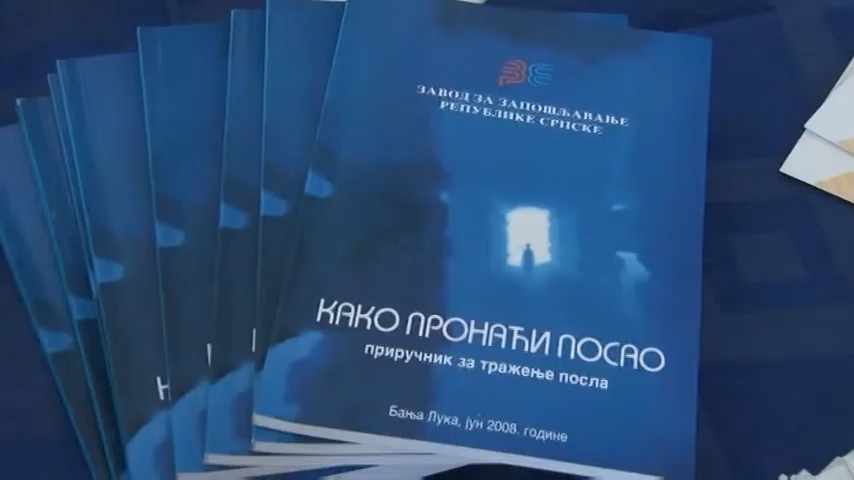 ЗАВОД ЗА ЗАПОШЉАВАЊЕ
РЕПУБЛИКЕ СРПСКЕ
КАКО ПРОНАЋИ ПОСАО
приручник за тражење посла
Бања Лука, јун 2008. године